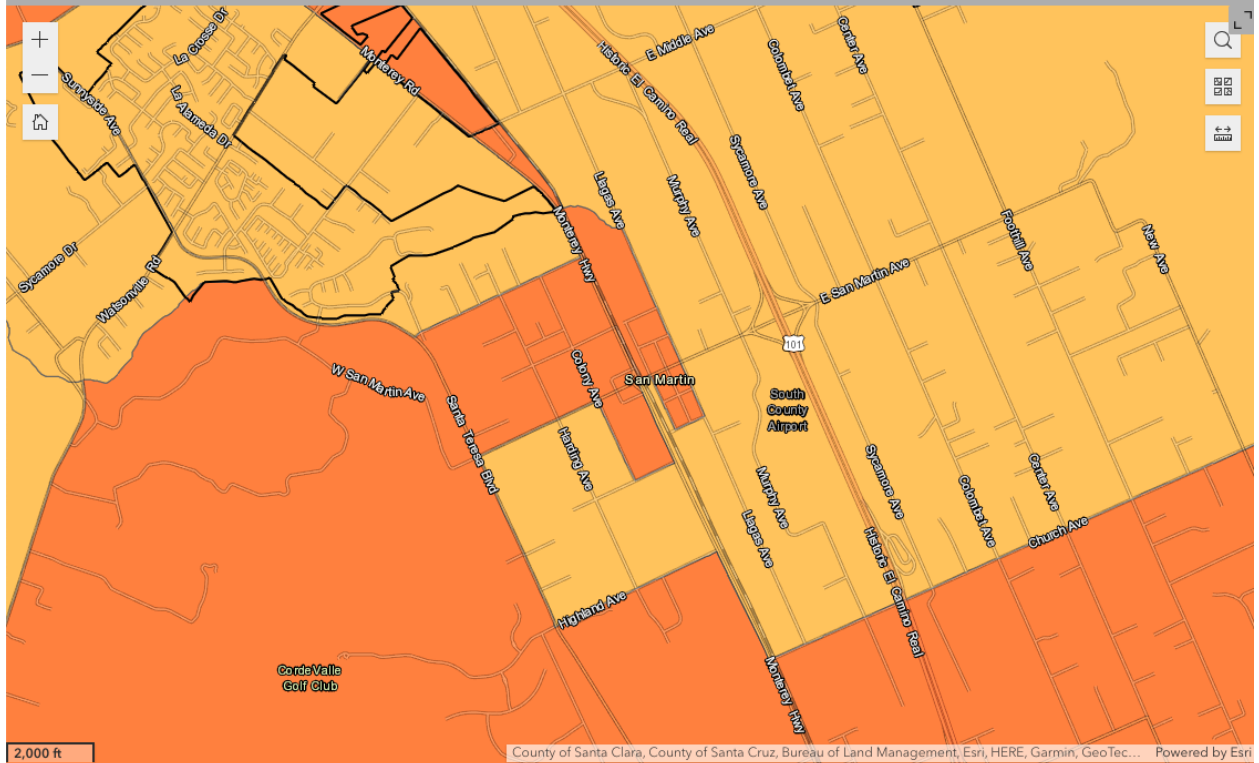 La Crosse Dr
Monterey Rd
Sunnyside Ave
La Alameda Dr
Historic El Camino Real
E Middle Ave
Colombet Ave
Center Ave
Sycamore Ave
Llagas Ave
Murphy Ave
Monterey Hwy
Foothill Ave
New Ave
Sycamore Dr
Watsonville Rd
E San Martin Ave
101
W San Martin Ave
Colony Ave
San Martin
South
County
Airport
Santa Teresa Blvd
Harding Ave
Murphy Ave
Llagas Ave
Sycamore Ave
Colombet Ave
Center Ave
Church Ave
Historic El Camino Real
Highland Ave
CordeValle
Golf Club
Monterey Hwy
2,000 ft
County of Santa Clara, County of Santa Cruz, Bureau of Land Management, Esri, HERE, Garmin, GeoTec...
Powered by Esri